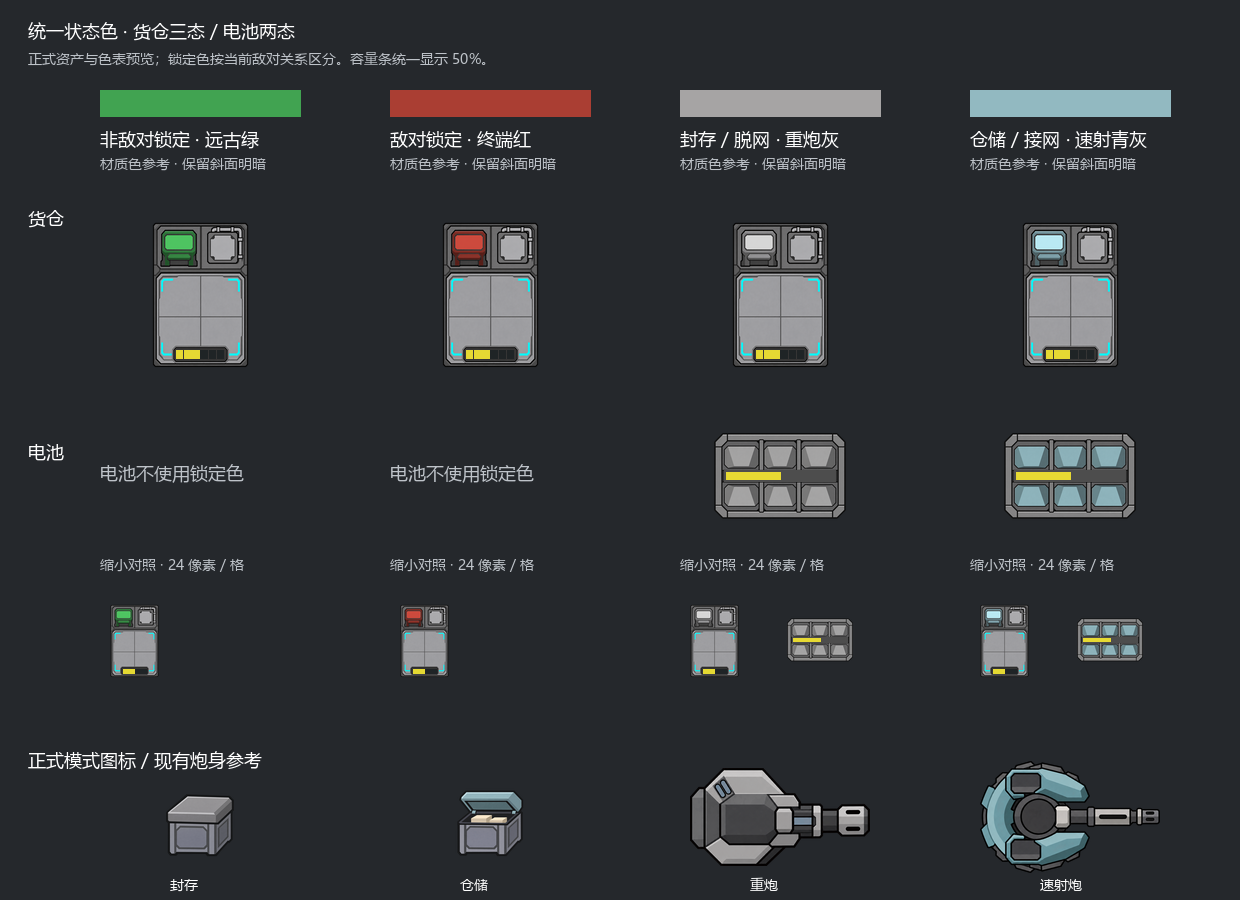 统一状态色 · 货仓三态 / 电池两态
正式资产与色表预览；锁定色按当前敌对关系区分。容量条统一显示 50%。
非敌对锁定 · 远古绿
敌对锁定 · 终端红
封存 / 脱网 · 重炮灰
仓储 / 接网 · 速射青灰
材质色参考 · 保留斜面明暗
材质色参考 · 保留斜面明暗
材质色参考 · 保留斜面明暗
材质色参考 · 保留斜面明暗
货仓
电池
电池不使用锁定色
电池不使用锁定色
缩小对照 · 24 像素 / 格
缩小对照 · 24 像素 / 格
缩小对照 · 24 像素 / 格
缩小对照 · 24 像素 / 格
正式模式图标 / 现有炮身参考
封存
仓储
重炮
速射炮